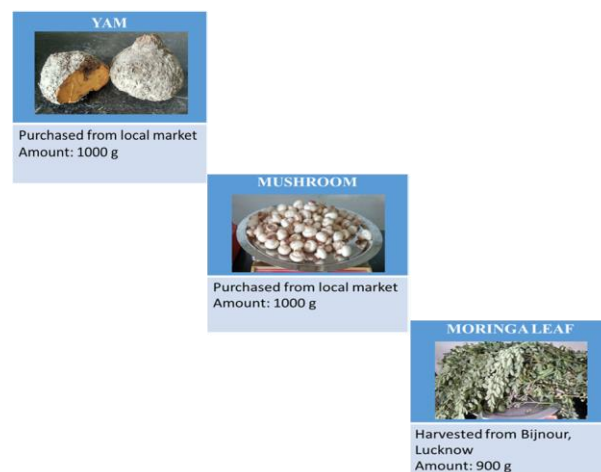 YAM
Purchased from local market
Amount: 1000 g
MUSHROOM
Purchased from local market
Amount: 1000 g
MORINGA LEAF
Harvested from Bijnour,
Lucknow
Amount: 900 g